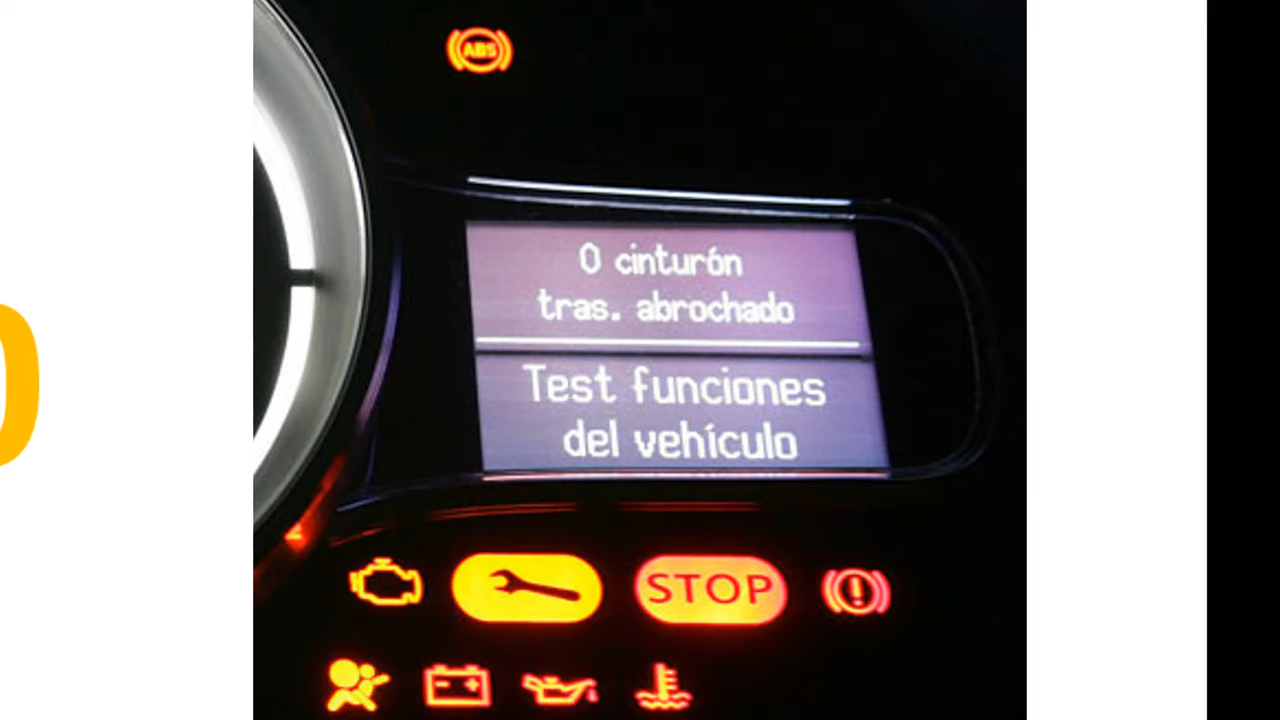 ABS
0 cinturón
tras. abrochado
Test funciones
del vehículo
STOP